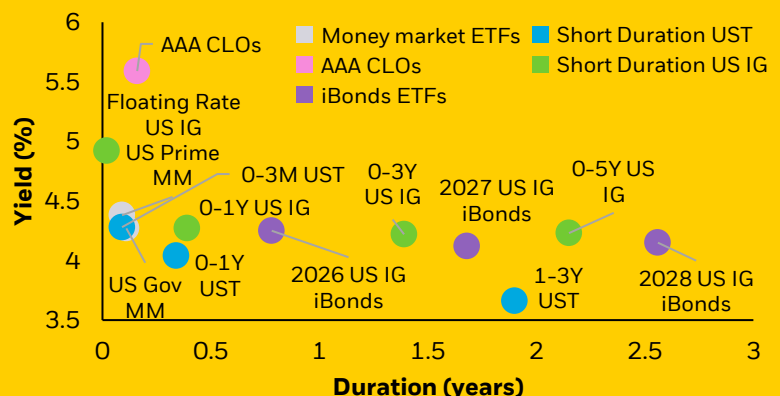 6
5.5
5
4.5
4
3.5
Yield (%)
Money market ETFs
Short Duration UST
AAA CLOs
Short Duration US IG
iBonds ETFs
AAA CLOs
Floating Rate
US IG
US Prime
MM
0-3M UST
0-1Y US IG
US Gov
MM
0-1Y
UST
2026 US IG
iBonds
0-3Y
US IG
2027 US IG
iBonds
1-3Y
UST
0-5Y US
IG
2028 US IG
iBonds
0
0.5
1
1.5
2
2.5
3
Duration (years)